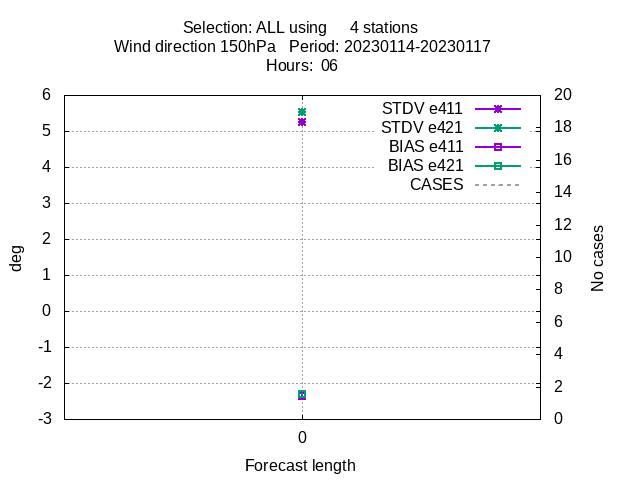 Selection: ALL using     4 stations
Wind direction 150hPa   Period: 20230114-20230117
Hours:  06
6
5
4
3
2
1
0
-1
-2
-3
deg
20
18
16
14
12
10
8
6
4
2
0
No cases
STDV e411
STDV e421
BIAS e411
BIAS e421
CASES
0
Forecast length